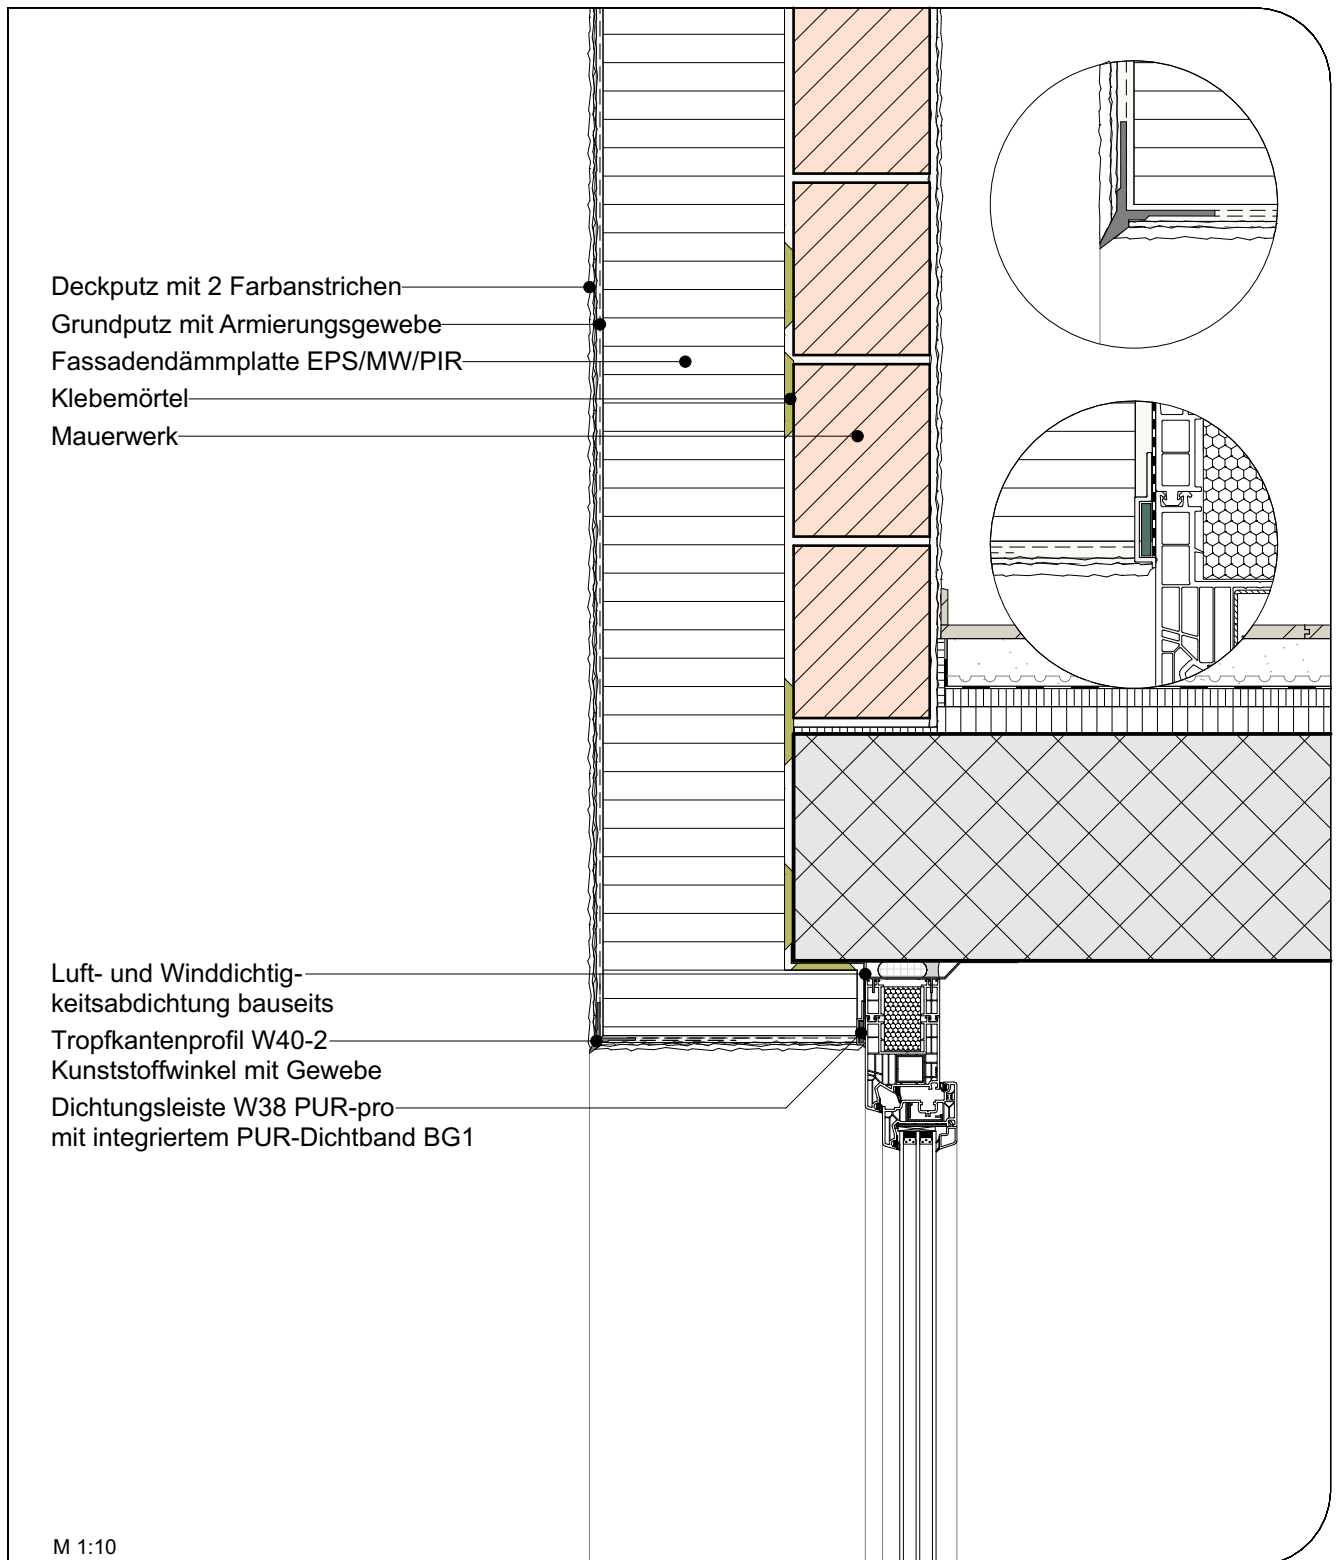 Deckputz mit 2 Farbanstrichen
Grundputz mit Armierungsgewebe
Fassadendämmplatte EPS/MW/PIR
Klebemörtel
Mauerwerk
Luft- und Winddichtig-
keitsabdichtung bauseits
Tropfkantenprofil W40-2
Kunststoffwinkel mit Gewebe
Dichtungsleiste W38 PUR-pro
mit integriertem PUR-Dichtband BG1
M 1:10